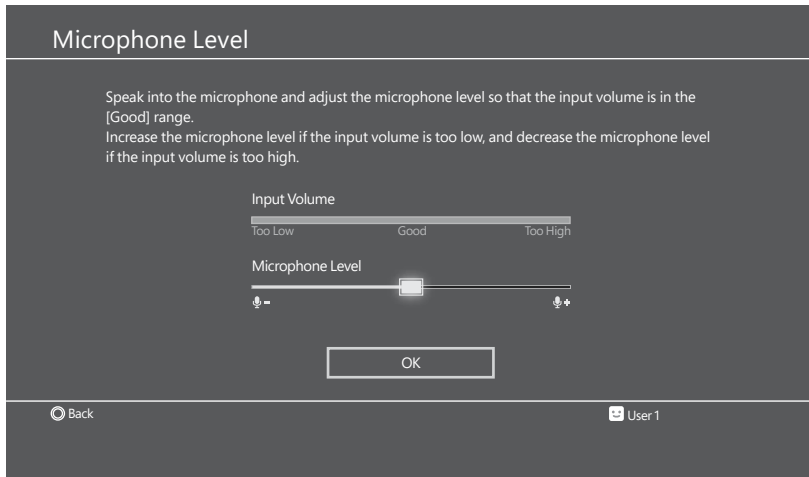 Microphone Level
Speak into the microphone and adjust the microphone level so that the input volume is in the
[Good] range.
Increase the microphone level if the input volume is too low, and decrease the microphone level
if the input volume is too high.
Input Volume
Too Low Good Too High
Microphone Level
OK
Back User 1